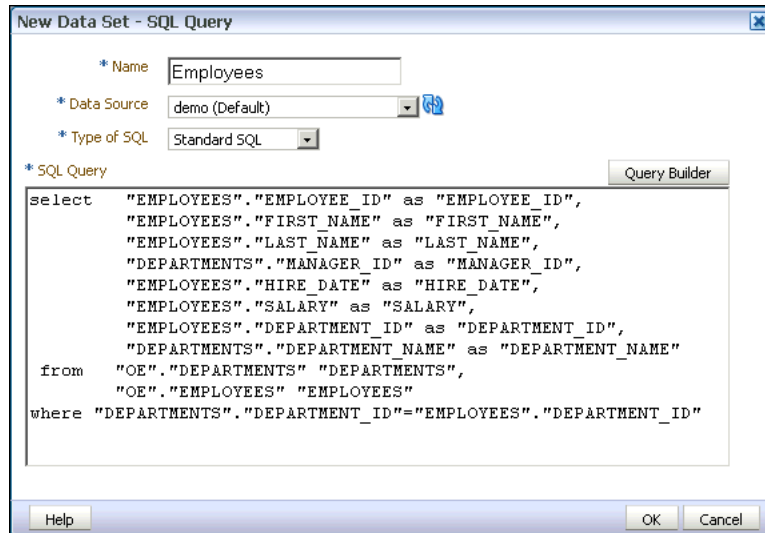 New Data Set - SQL Query
* Name Employees
* Data Source demo (Default)
* Type of SQL Standard SQL
* SQL Query Query Builder
select "EMPLOYEES"."EMPLOYEE_ID" as "EMPLOYEE_ID",
"EMPLOYEES"."FIRST_NAME" as "FIRST_NAME",
"EMPLOYEES"."LAST_NAME" as "LAST_NAME",
"DEPARTMENTS"."MANAGER_ID" as "MANAGER_ID",
"EMPLOYEES"."HIRE_DATE" as "HIRE_DATE",
"EMPLOYEES"."SALARY" as "SALARY",
"EMPLOYEES"."DEPARTMENT_ID" as "DEPARTMENT_ID",
"DEPARTMENTS"."DEPARTMENT_NAME" as "DEPARTMENT_NAME"
from "OE"."DEPARTMENTS" "DEPARTMENTS",
"OE"."EMPLOYEES" "EMPLOYEES"
where "DEPARTMENTS"."DEPARTMENT_ID"="EMPLOYEES"."DEPARTMENT_ID"
Help OK Cancel